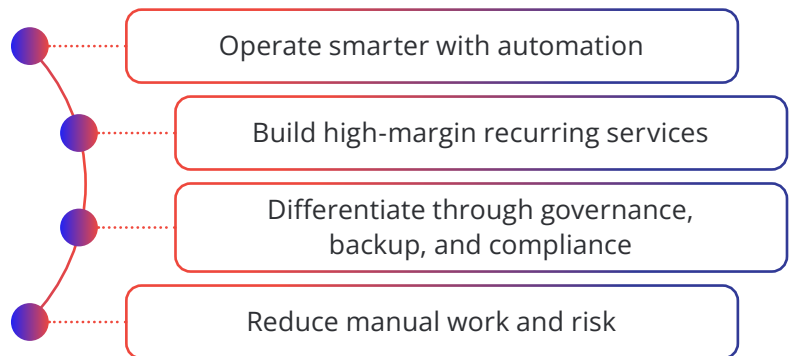 Operate smarter with automation
Build high-margin recurring services
Differentiate through governance,
backup, and compliance
Reduce manual work and risk